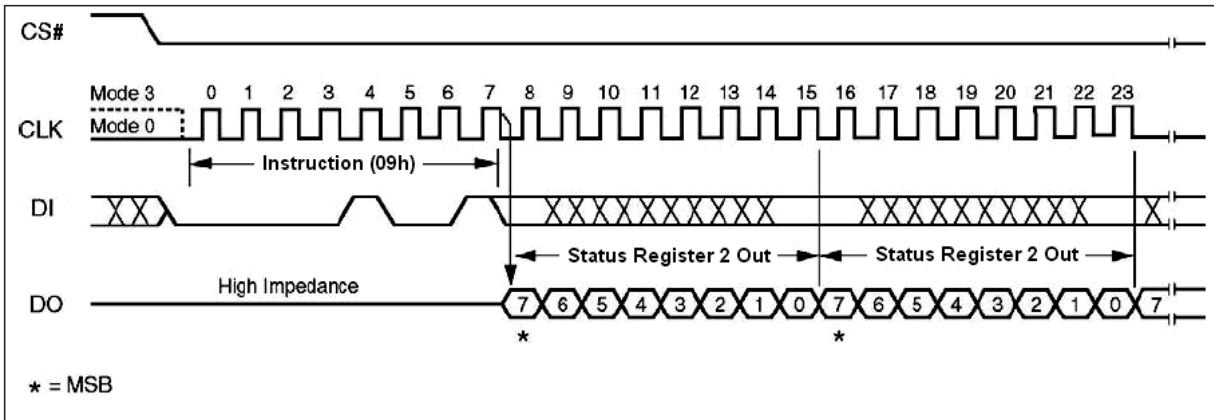 CS#
Mode 3
Mode 0
CLK
0 1 2 3 4 5 6 7 8 9 10 11 12 13 14 15 16 17 18 19 20 21 22 23
Instruction (09h)
DI
Status Register 2 Out
Status Register 2 Out
High Impedance
DO
7 6 5 4 3 2 1 0 7 6 5 4 3 2 1 0 7
* *
* = MSB